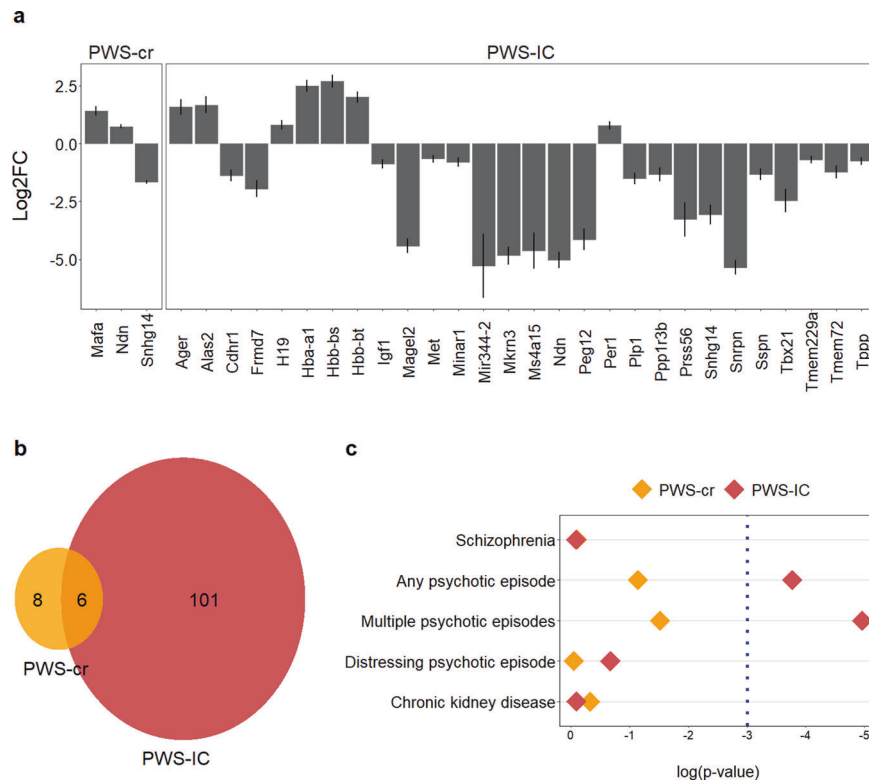 a
PWS-cr
PWS-IC
Log2FC
2.5
0.0
-2.5
-5.0
Mafa
Ndn
Snhg14
Ager
Alas2
Cdhr1
Frmd7
H19
Hba-a1
Hbb-bs
Hbb-bt
Igf1
Magel2
Met
Minar1
Mir344-2
Mkrn3
Ms4a15
Ndn
Peg12
Per1
Plp1
Ppp1r3b
Prss56
Snhg14
Snrpn
Sspn
Tbx21
Tmem229a
Tmem72
Tppp
b
8
6
101
PWS-cr
PWS-IC
c
PWS-cr
PWS-IC
Schizophrenia
Any psychotic episode
Multiple psychotic episodes
Distressing psychotic episode
Chronic kidney disease
0 -1 -2 -3 -4 -5
log(p-value)